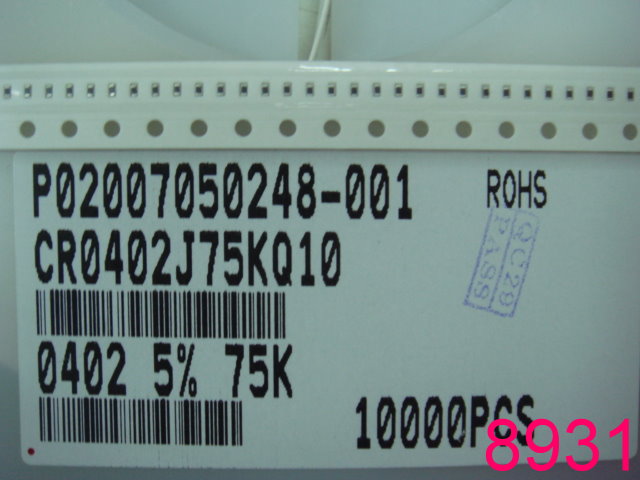 P02007050248-001
ROHS
CR0402J75KQ10
QC29
PASS
0402 5% 75K
10000PCS
8931